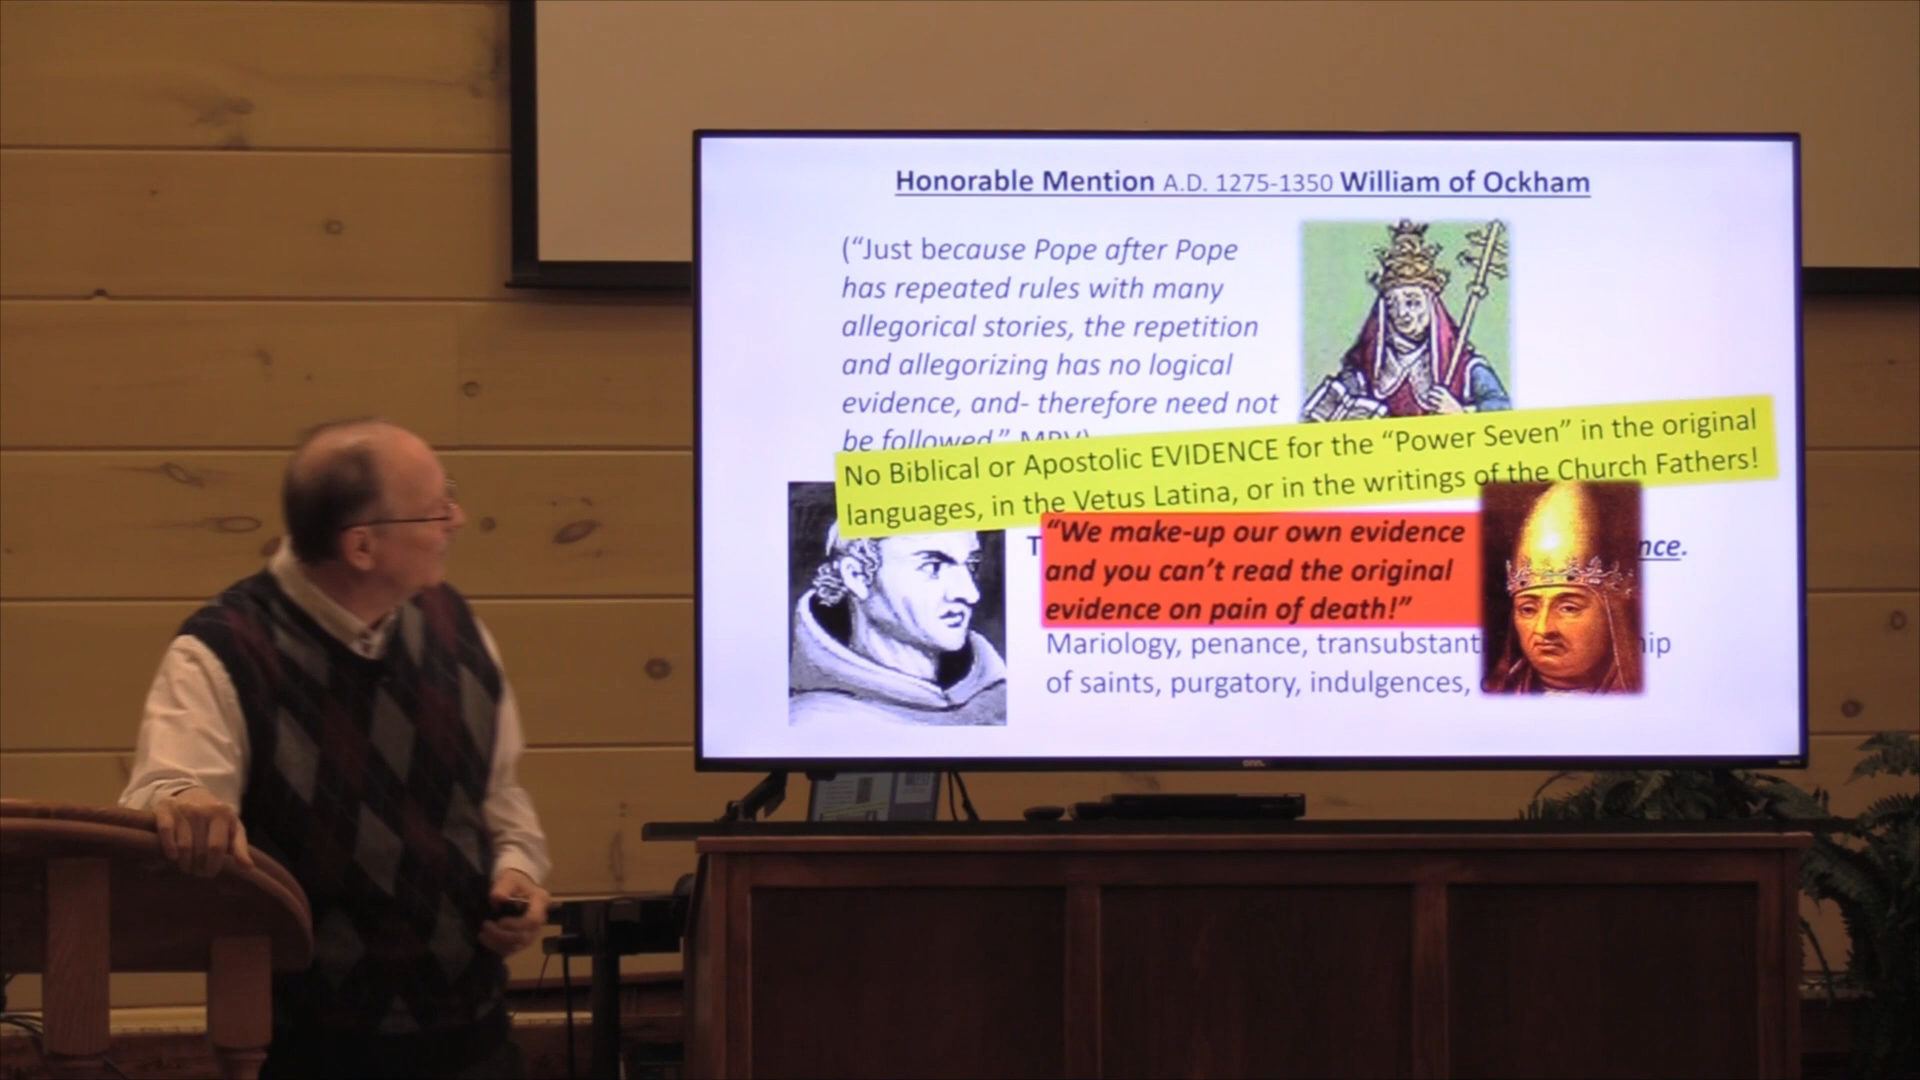 Honorable Mention A.D. 1275-1350 William of Ockham
(“Just because Pope after Pope
has repeated rules with many
allegorical stories, the repetition
and allegorizing has no logical
evidence, and- therefore need not
be followed.”
No Biblical or Apostolic EVIDENCE for the “Power Seven” in the original
languages, in the Vetus Latina, or in the writings of the Church Fathers!
“We make-up our own evidence
and you can’t read the original
evidence on pain of death!”
Mariology, penance,
of saints, purgatory, indulgences,
onn.